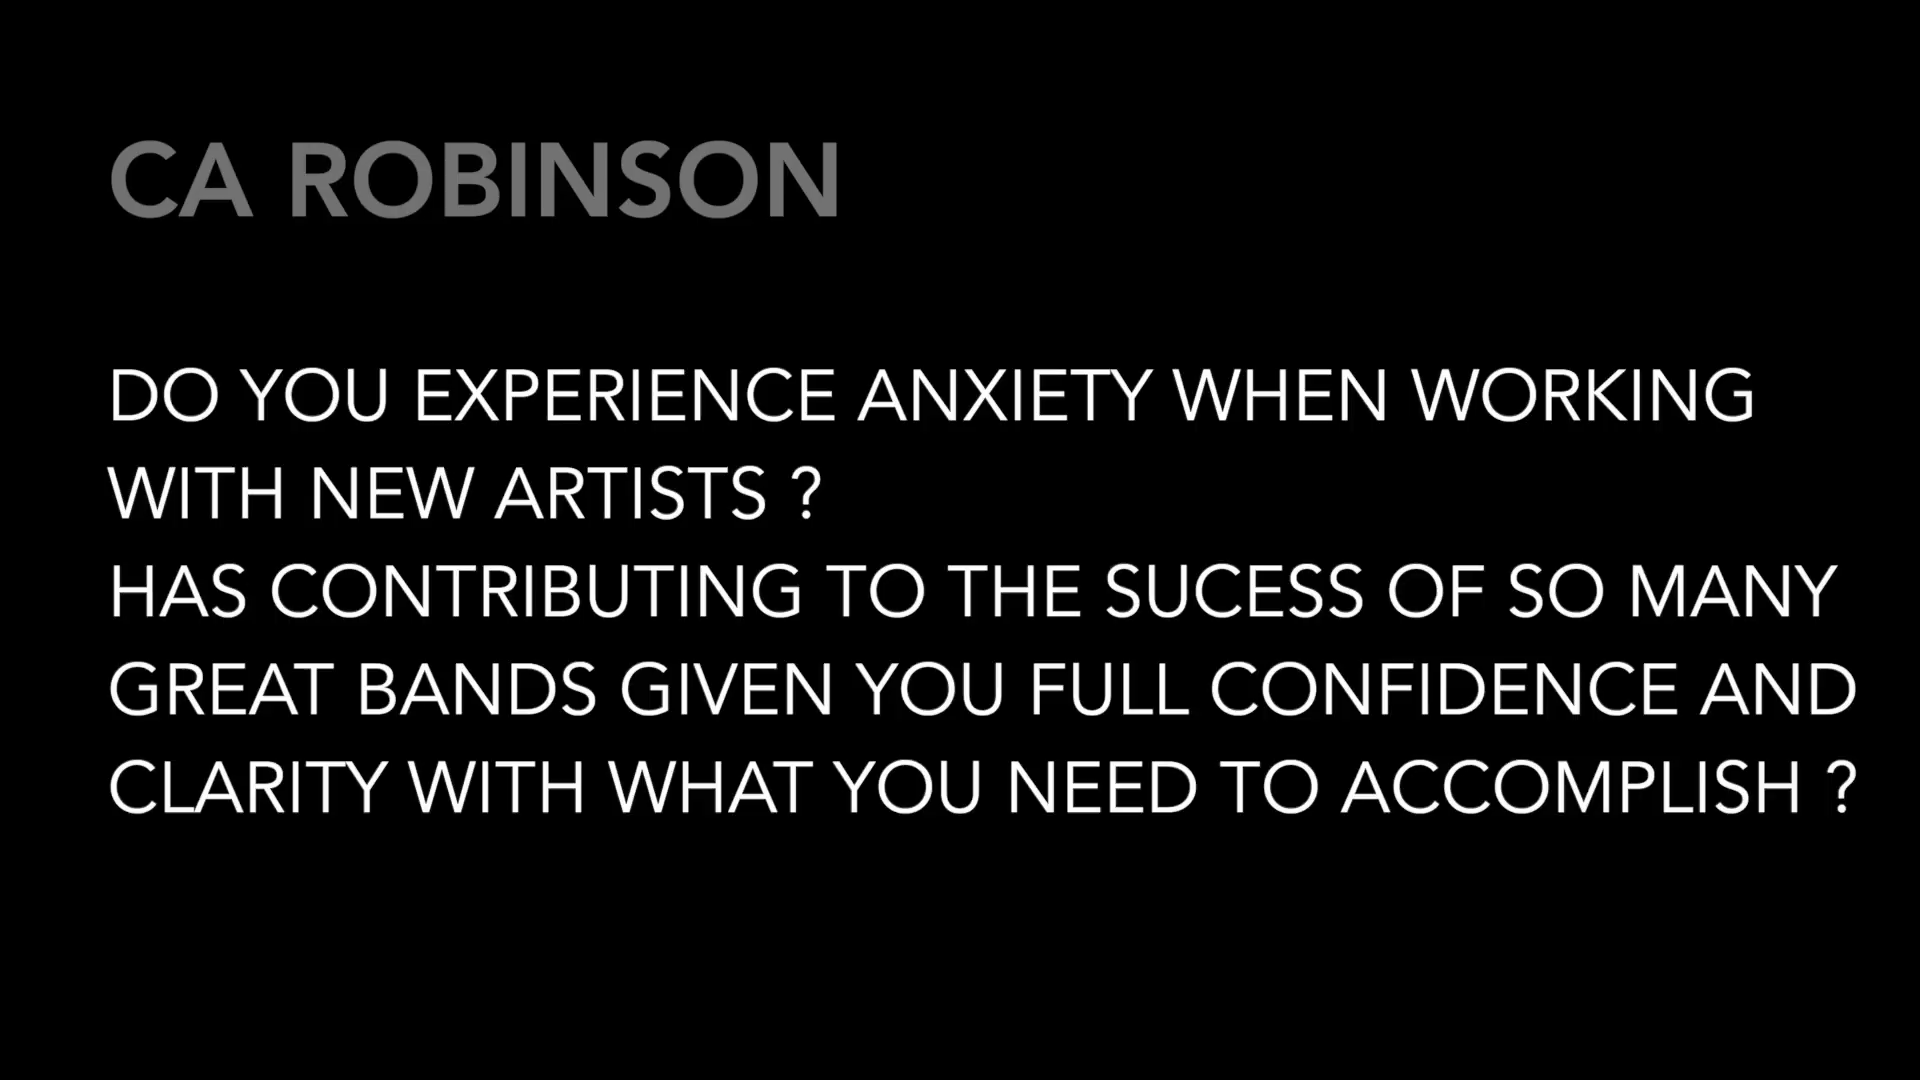 CA ROBINSON
DO YOU EXPERIENCE ANXIETY WHEN WORKING
WITH NEW ARTISTS ?
HAS CONTRIBUTING TO THE SUCESS OF SO MANY
GREAT BANDS GIVEN YOU FULL CONFIDENCE AND
CLARITY WITH WHAT YOU NEED TO ACCOMPLISH ?